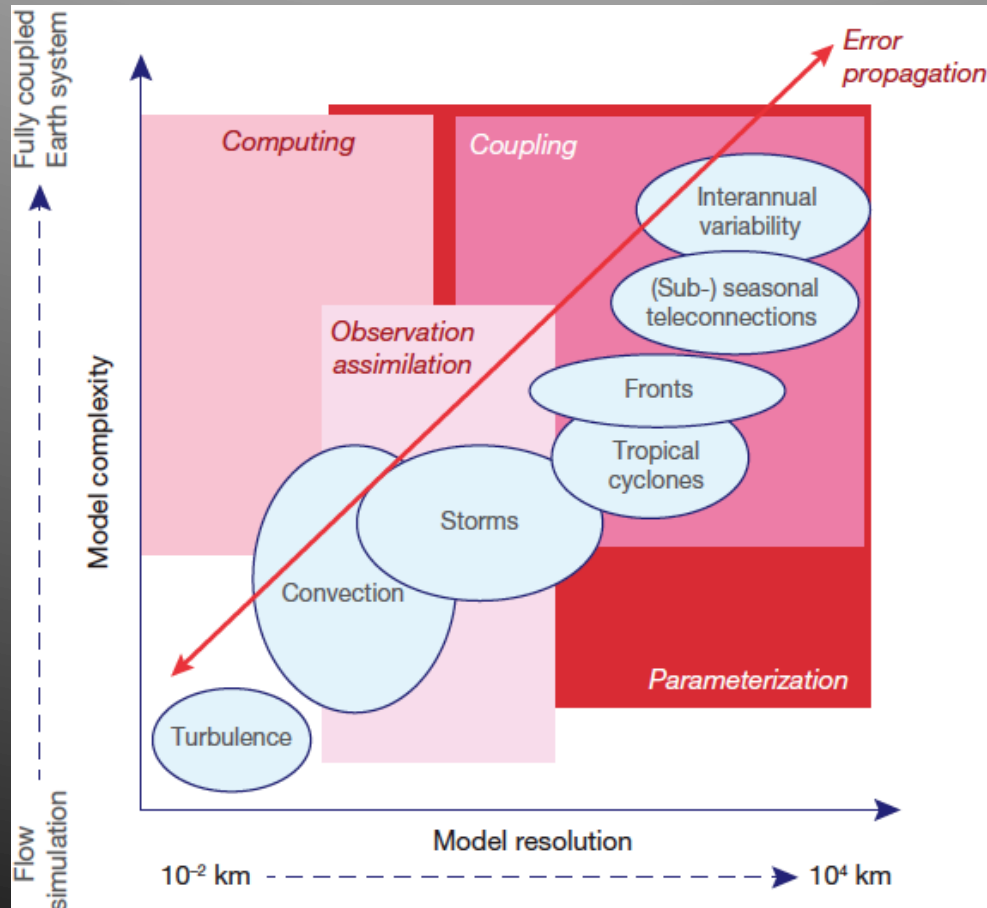 Fully coupled
Earth system
Error
propagation
Computing
Coupling
Interannual
variability
(Sub-) seasonal
teleconnections
Observation
assimilation
Fronts
Tropical
cyclones
Storms
Model complexity
Convection
Parameterization
Turbulence
Flow
simulation
Model resolution
10⁻² km
10⁴ km